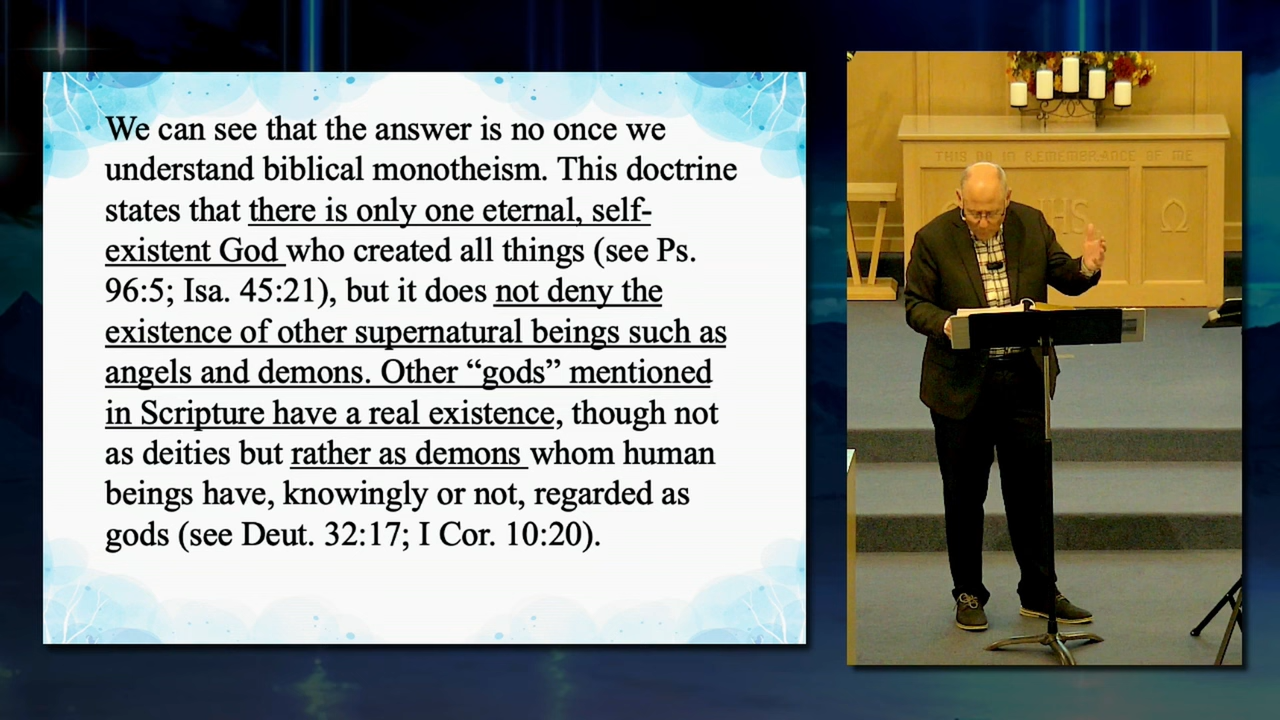 We can see that the answer is no once we
understand biblical monotheism. This doctrine
states that there is only one eternal, self-
existent God who created all things (see Ps.
96:5; Isa. 45:21), but it does not deny the
existence of other supernatural beings such as
angels and demons. Other “gods” mentioned
in Scripture have a real existence, though not
as deities but rather as demons whom human
beings have, knowingly or not, regarded as
gods (see Deut. 32:17; I Cor. 10:20).
THIS DO IN REMEMBRANCE OF ME
IHS
Ω